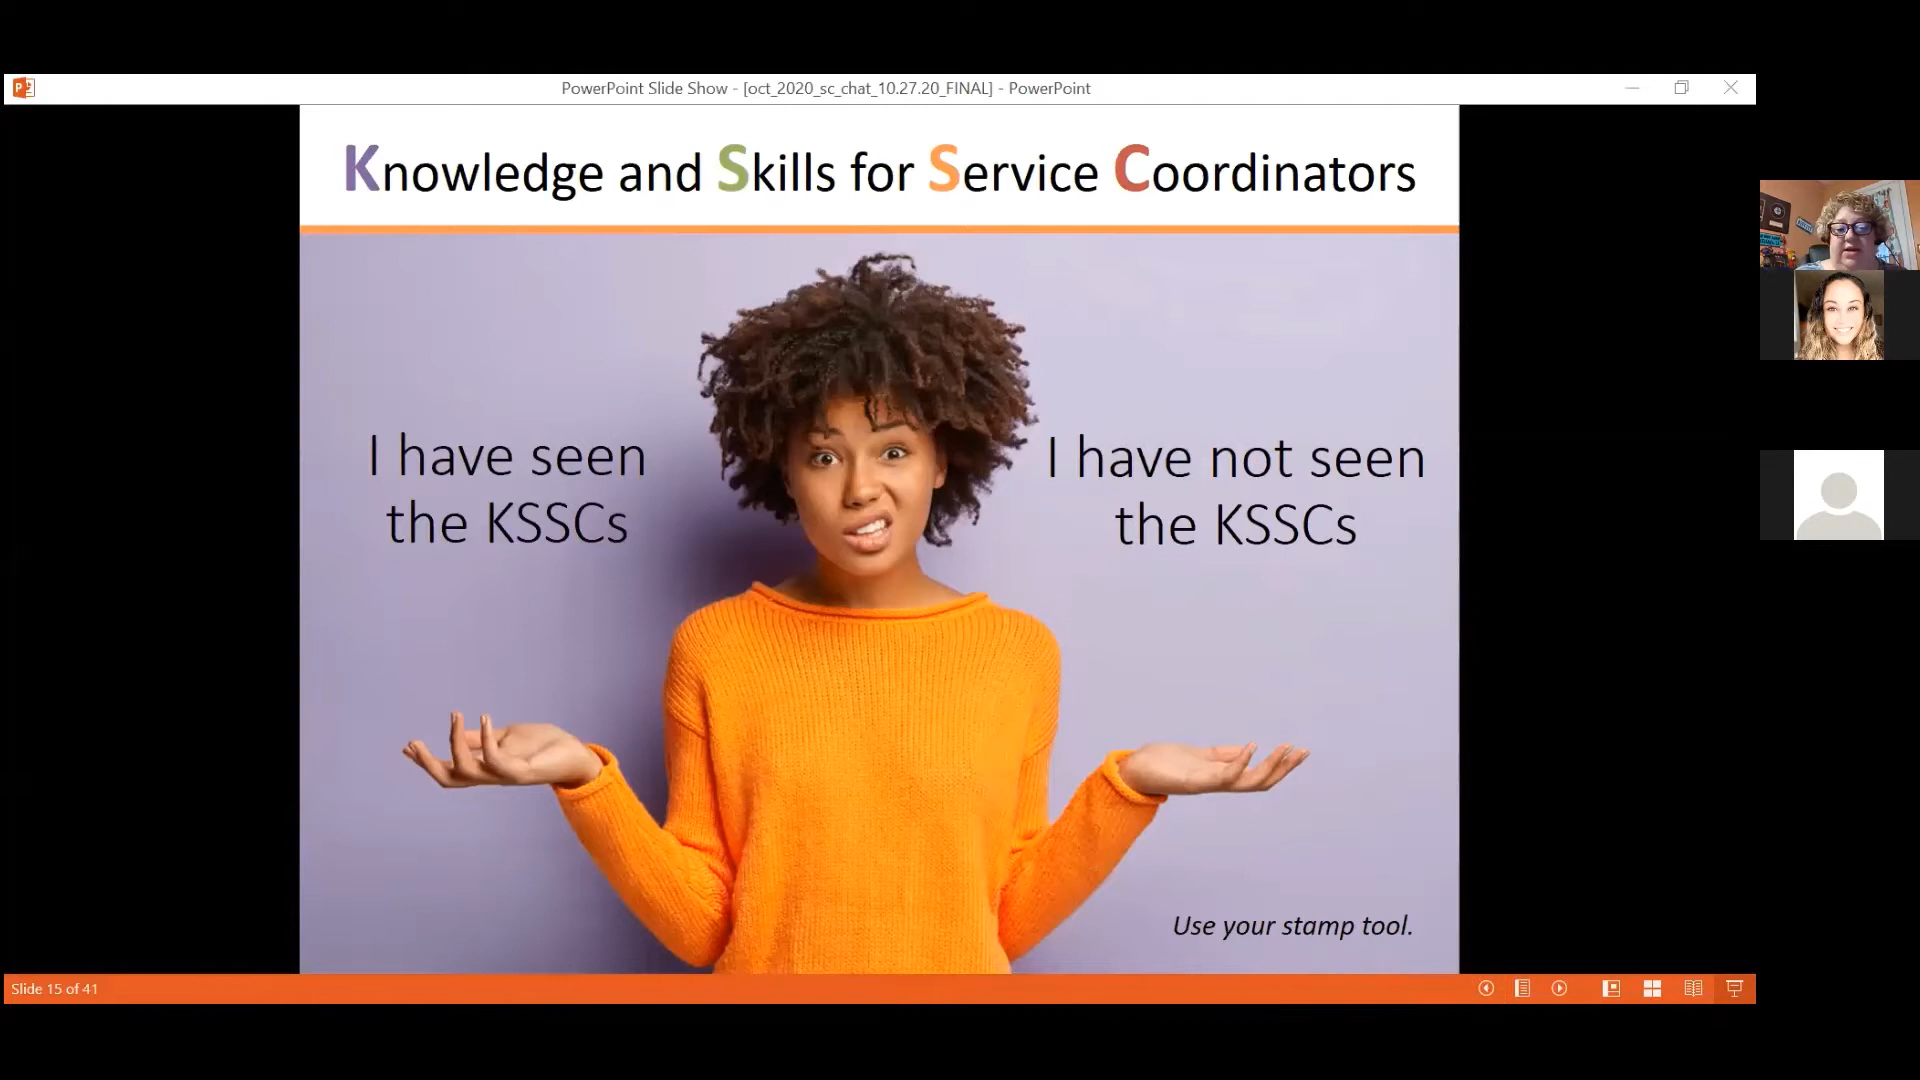 PowerPoint Slide Show - [oct_2020_sc_chat_10.27.20_FINAL] - PowerPoint
Knowledge and Skills for Service Coordinators
I have seen
the KSSCs
I have not seen
the KSSCs
Use your stamp tool.
Slide 15 of 41